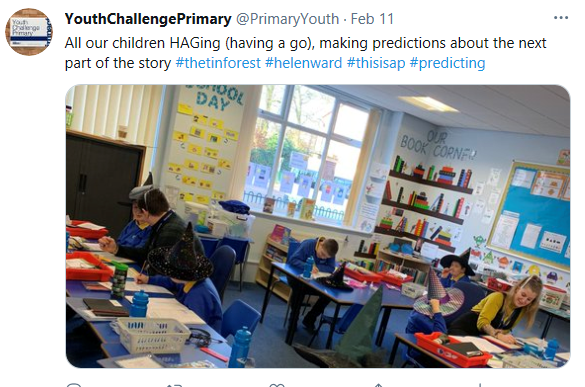 Youth
Challenge
Primary
YouthChallengePrimary @PrimaryYouth · Feb 11
All our children HAGing (having a go), making predictions about the next
part of the story #thetinforest #helenward #thisisap #predicting
SCHOOL
DAY
OUR
BOOK CORNER